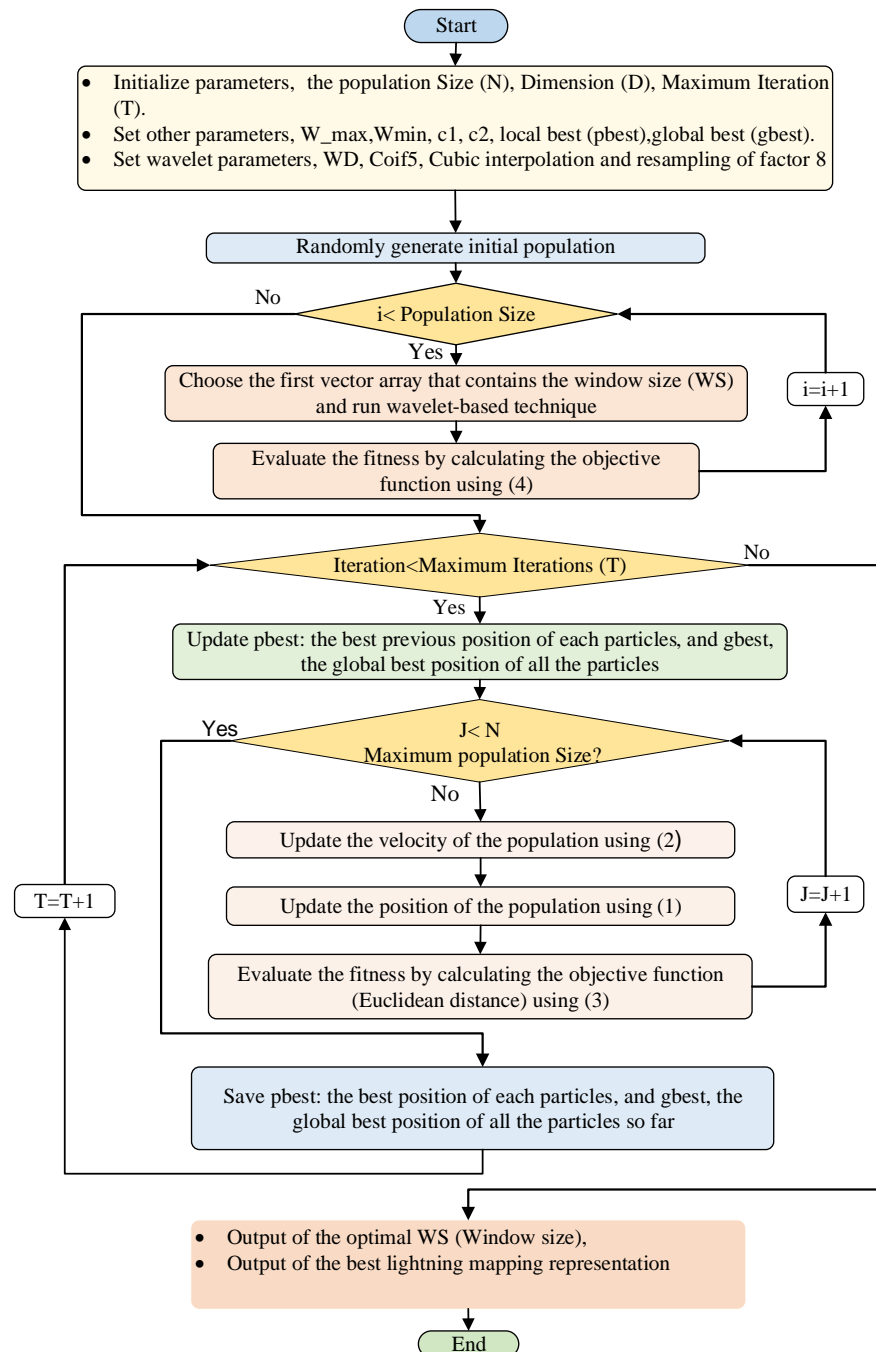 Start
• Initialize parameters, the population Size (N), Dimension (D), Maximum Iteration
(T).
• Set other parameters, W_max,Wmin, c1, c2, local best (pbest),global best (gbest).
• Set wavelet parameters, WD, Coif5, Cubic interpolation and resampling of factor 8
Randomly generate initial population
No
i< Population Size
Yes
Choose the first vector array that contains the window size (WS)
and run wavelet-based technique
i=i+1
Evaluate the fitness by calculating the objective
function using (4)
Iteration<Maximum Iterations (T)
No
Yes
Update pbest: the best previous position of each particles, and gbest,
the global best position of all the particles
Yes
J< N
Maximum population Size?
No
Update the velocity of the population using (2)
T=T+1
Update the position of the population using (1)
J=J+1
Evaluate the fitness by calculating the objective function
(Euclidean distance) using (3)
Save pbest: the best position of each particles, and gbest, the
global best position of all the particles so far
• Output of the optimal WS (Window size),
• Output of the best lightning mapping representation
End